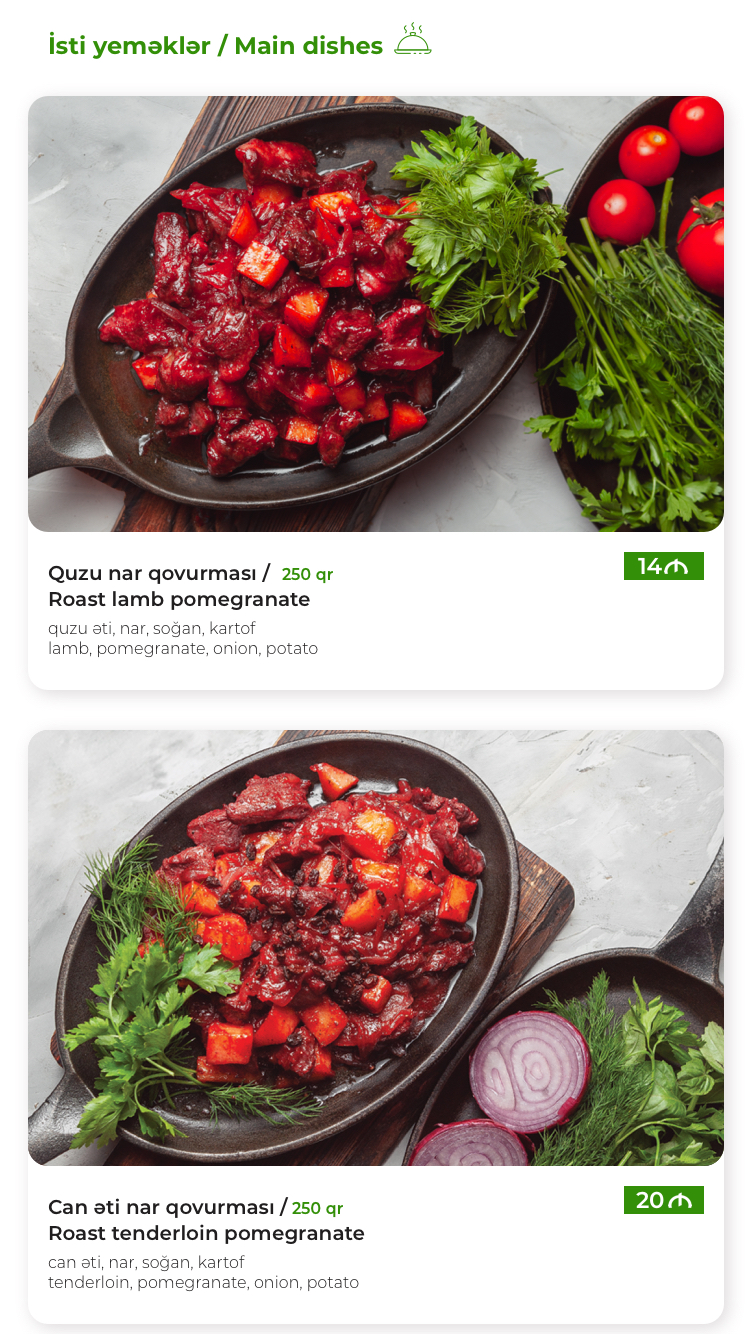 İsti yeməklər / Main dishes
Quzu nar qovurması / 250 qr
14₼
Roast lamb pomegranate
quzu əti, nar, soğan, kartof
lamb, pomegranate, onion, potato
Can əti nar qovurması / 250 qr
20₼
Roast tenderloin pomegranate
can əti, nar, soğan, kartof
tenderloin, pomegranate, onion, potato